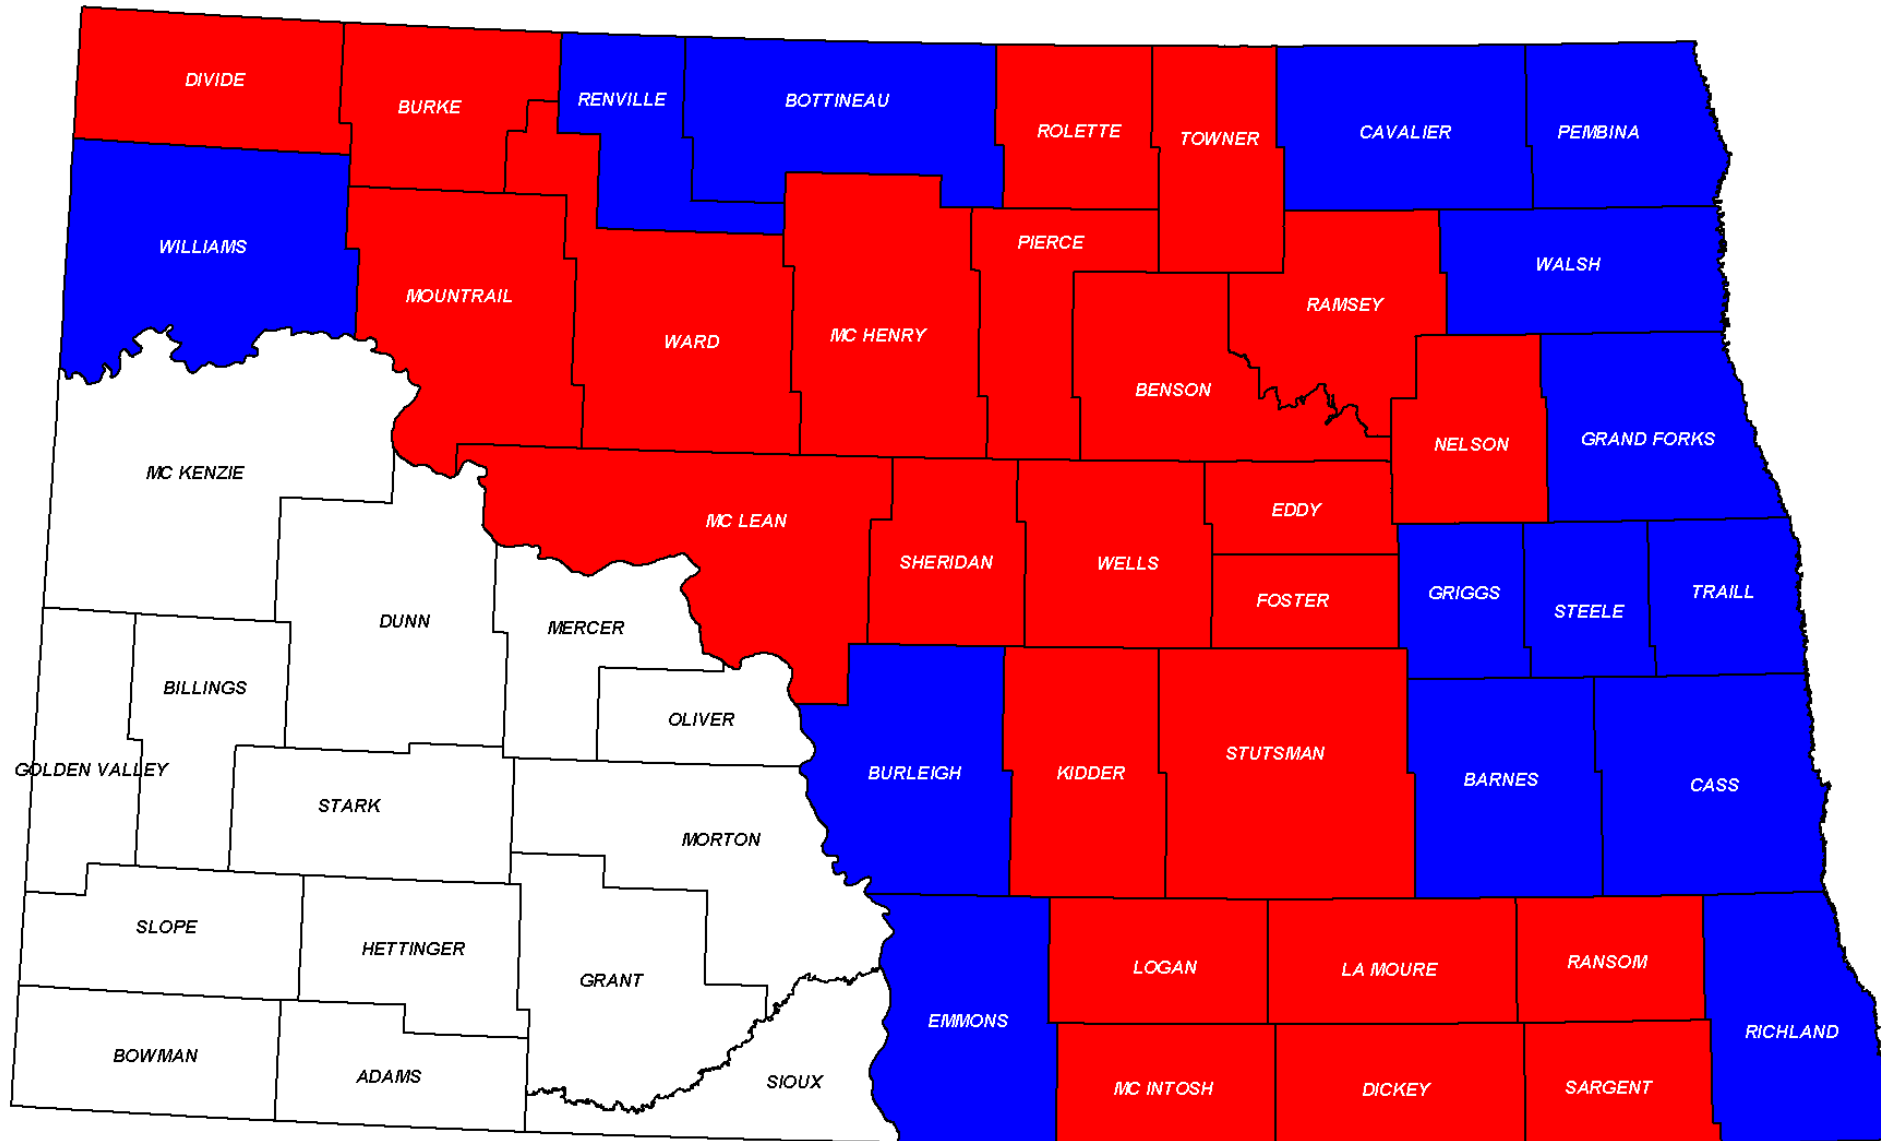 DIVIDE
BURKE
RENVILLE
BOTTINEAU
ROLETTE
TOWNER
CAVALIER
PEMBINA
WILLIAMS
MOUNTRAIL
WARD
MC HENRY
PIERCE
BENSON
RAMSEY
WALSH
NELSON
GRAND FORKS
MC KENZIE
MC LEAN
SHERIDAN
WELLS
EDDY
FOSTER
GRIGGS
STEELE
TRAILL
DUNN
MERCER
OLIVER
BILLINGS
GOLDEN VALLEY
STARK
MORTON
BURLEIGH
KIDDER
STUTSMAN
BARNES
CASS
SLOPE
HETTINGER
GRANT
EMMONS
LOGAN
LA MOURE
RANSOM
RICHLAND
BOWMAN
ADAMS
SIOUX
MC INTOSH
DICKEY
SARGENT